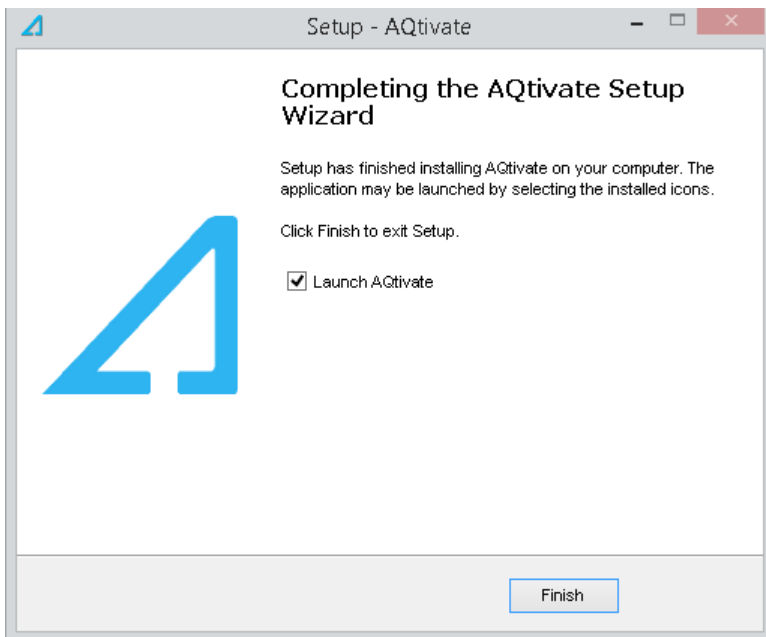 Setup - AQtivate
Completing the AQtivate Setup
Wizard
Setup has finished installing AQtivate on your computer. The
application may be launched by selecting the installed icons.
Click Finish to exit Setup.
Launch AQtivate
Finish